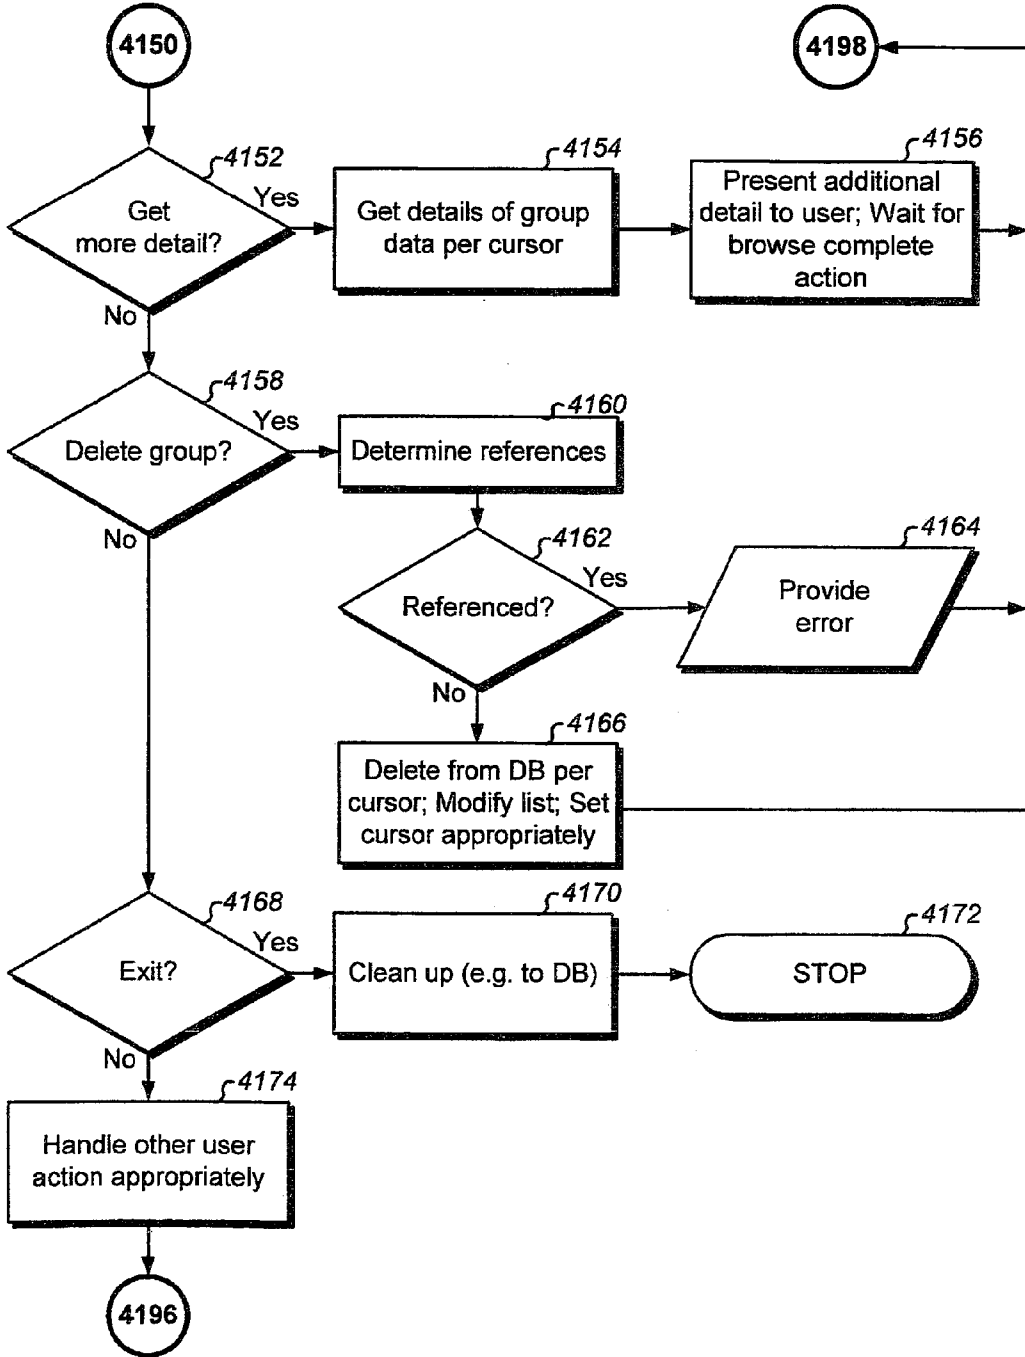 4150
4198
4152
Yes
Get
more detail?
No
4154
Get details of group
data per cursor
4156
Present additional
detail to user; Wait for
browse complete
action
4158
Yes
Delete group?
No
4160
Determine references
4162
Yes
Referenced?
No
4164
Provide
error
4166
Delete from DB per
cursor; Modify list; Set
cursor appropriately
4168
Yes
Exit?
No
4170
Clean up (e.g. to DB)
4172
STOP
4174
Handle other user
action appropriately
4196